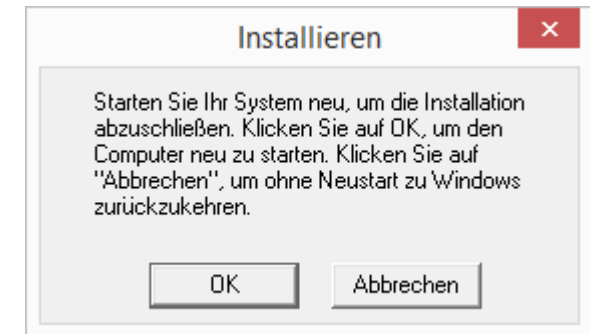 Installieren
Starten Sie Ihr System neu, um die Installation
abzuschließen. Klicken Sie auf OK, um den
Computer neu zu starten. Klicken Sie auf
"Abbrechen", um ohne Neustart zu Windows
zurückzukehren.
OK Abbrechen